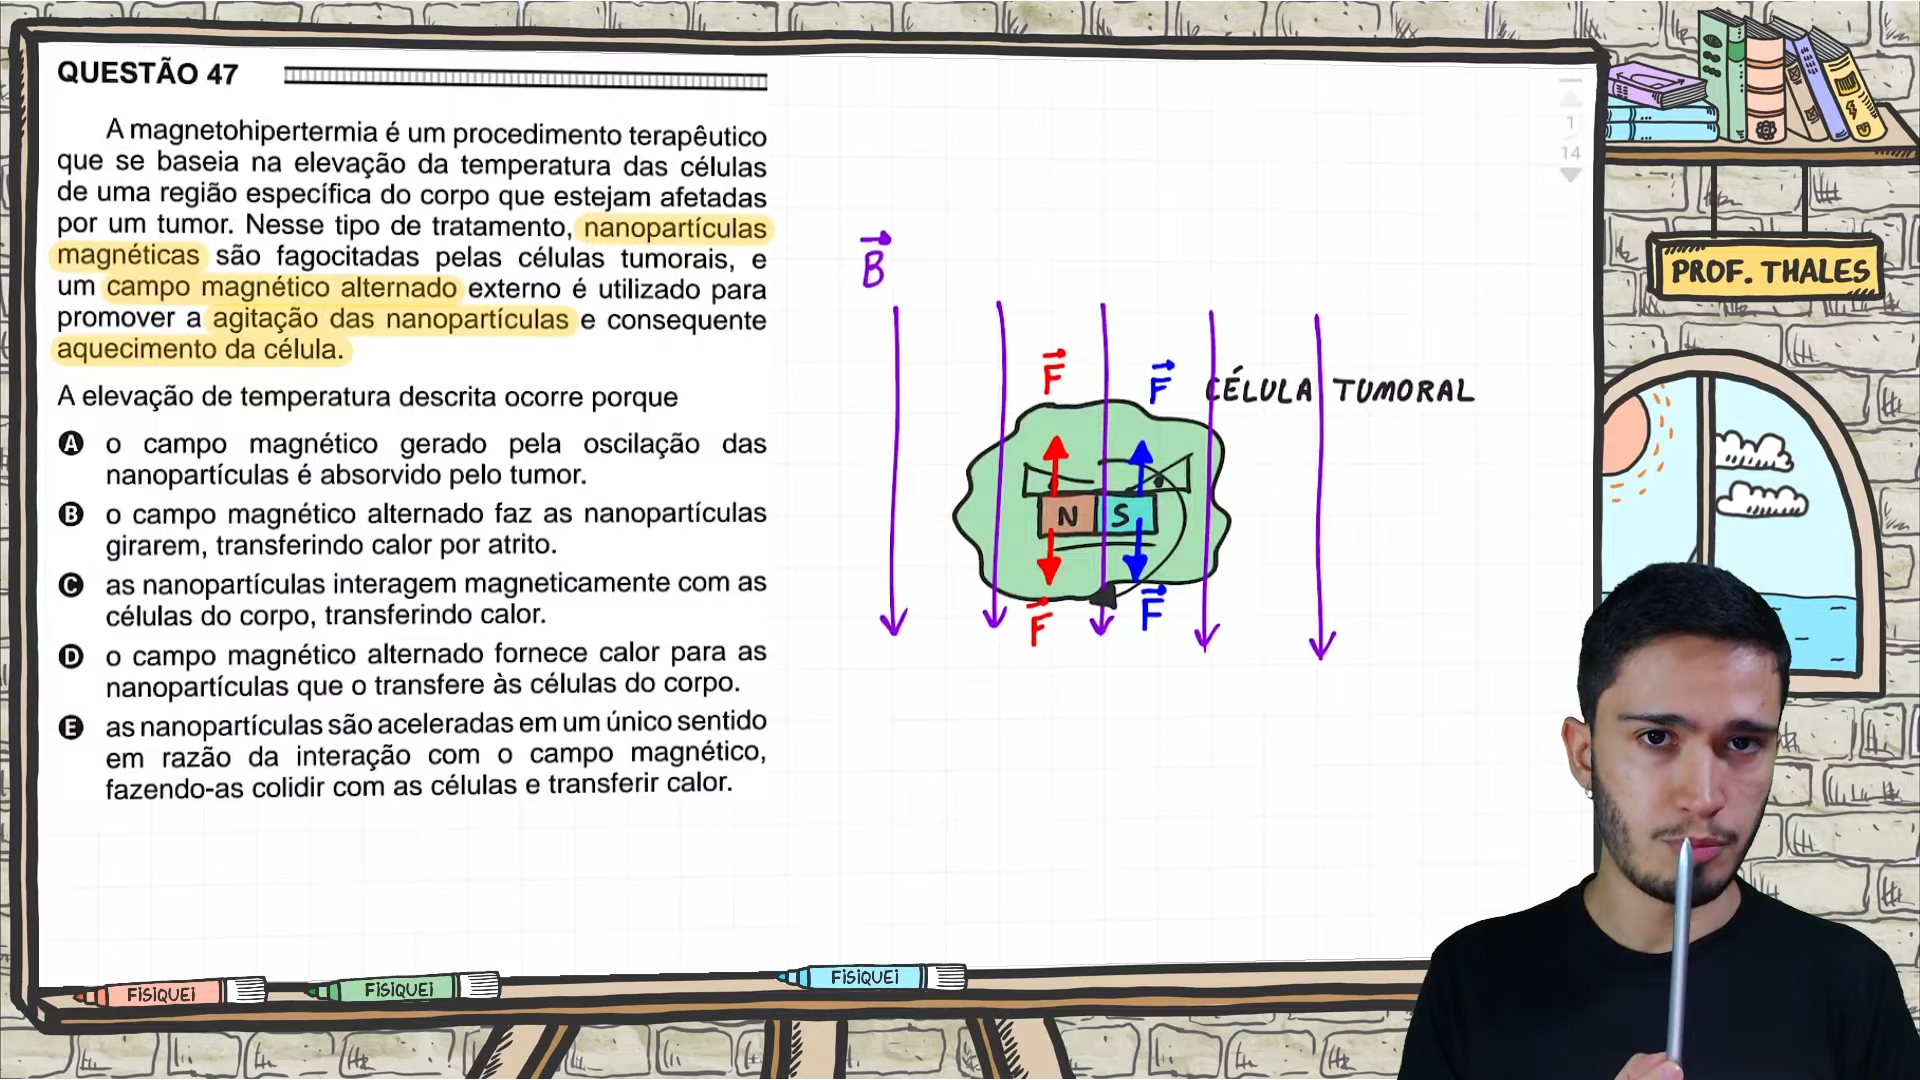 QUESTÃO 47
A magnetohipertermia é um procedimento terapêutico
que se baseia na elevação da temperatura das células
de uma região específica do corpo que estejam afetadas
por um tumor. Nesse tipo de tratamento, nanopartículas
magnéticas são fagocitadas pelas células tumorais, e
um campo magnético alternado externo é utilizado para
promover a agitação das nanopartículas e consequente
aquecimento da célula.
A elevação de temperatura descrita ocorre porque
A o campo magnético gerado pela oscilação das
nanopartículas é absorvido pelo tumor.
B o campo magnético alternado faz as nanopartículas
girarem, transferindo calor por atrito.
C as nanopartículas interagem magneticamente com as
células do corpo, transferindo calor.
D o campo magnético alternado fornece calor para as
nanopartículas que o transfere às células do corpo.
E as nanopartículas são aceleradas em um único sentido
em razão da interação com o campo magnético,
fazendo-as colidir com as células e transferir calor.
B
F
F
CÉLULA TUMORAL
N S
F
F
1
14
PROF. THALES
FISIQUEI
FISIQUEI
FISIQUEI